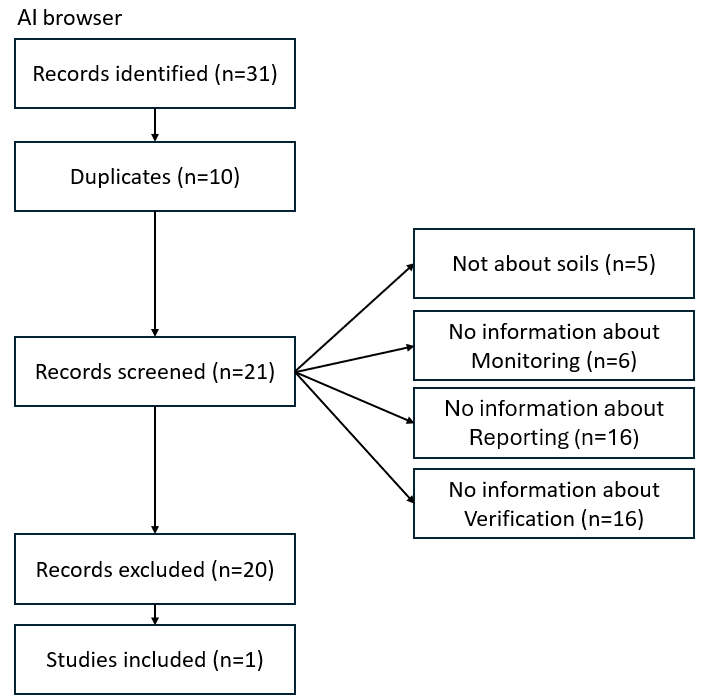 AI browser
Records identified (n=31)
Duplicates (n=10)
Records screened (n=21)
Not about soils (n=5)
No information about
Monitoring (n=6)
No information about
Reporting (n=16)
No information about
Verification (n=16)
Records excluded (n=20)
Studies included (n=1)